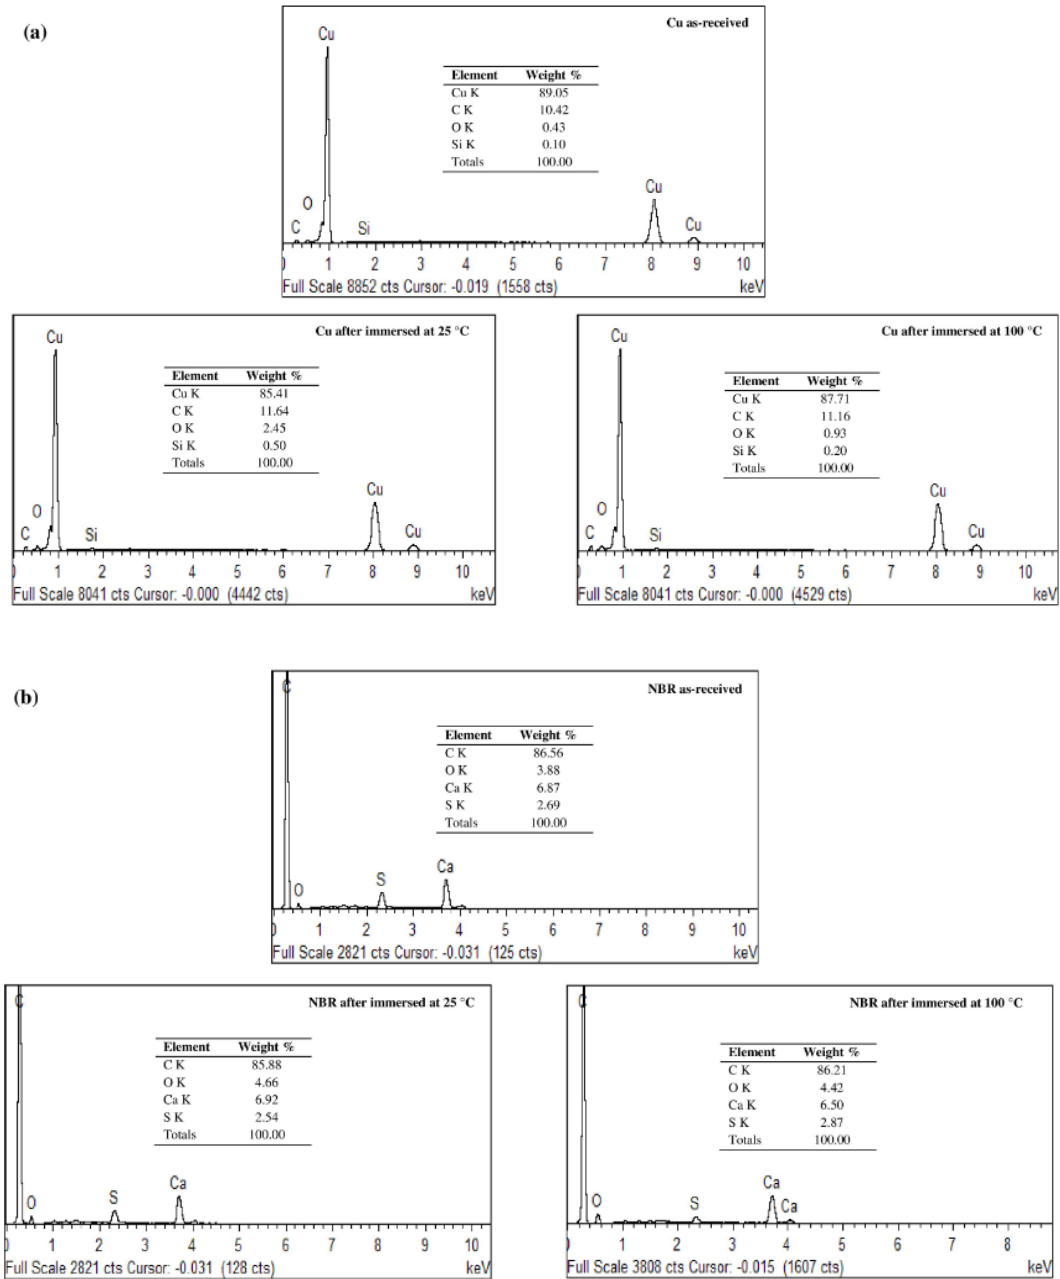 (a)
Cu as-received
Cu
Element Weight %
Cu K 89.05
C K 10.42
O K 0.43
Si K 0.10
Totals 100.00
Cu
O
C Si Cu
0 1 2 3 4 5 6 7 8 9 10
Full Scale 8852 cts Cursor: -0.019 (1558 cts) keV
Cu after immersed at 25 °C
Cu
Element Weight %
Cu K 85.41
C K 11.64
O K 2.45
Si K 0.50
Totals 100.00
Cu
O
C Si Cu
0 1 2 3 4 5 6 7 8 9 10
Full Scale 8041 cts Cursor: -0.000 (4442 cts) keV
Cu after immersed at 100 °C
Cu
Element Weight %
Cu K 87.71
C K 11.16
O K 0.93
Si K 0.20
Totals 100.00
Cu
O
C Si Cu
0 1 2 3 4 5 6 7 8 9 10
Full Scale 8041 cts Cursor: -0.000 (4529 cts) keV
(b)
NBR as-received
C
Element Weight %
C K 86.56
O K 3.88
Ca K 6.87
S K 2.69
Totals 100.00
O S Ca
0 1 2 3 4 5 6 7 8 9 10
Full Scale 2821 cts Cursor: -0.031 (125 cts) keV
NBR after immersed at 25 °C
C
Element Weight %
C K 85.88
O K 4.66
Ca K 6.92
S K 2.54
Totals 100.00
O S Ca
0 1 2 3 4 5 6 7 8 9 10
Full Scale 2821 cts Cursor: -0.031 (128 cts) keV
NBR after immersed at 100 °C
C
Element Weight %
C K 86.21
O K 4.42
Ca K 6.50
S K 2.87
Totals 100.00
Ca
O S Ca
0 1 2 3 4 5 6 7 8
Full Scale 3808 cts Cursor: -0.015 (1607 cts) keV